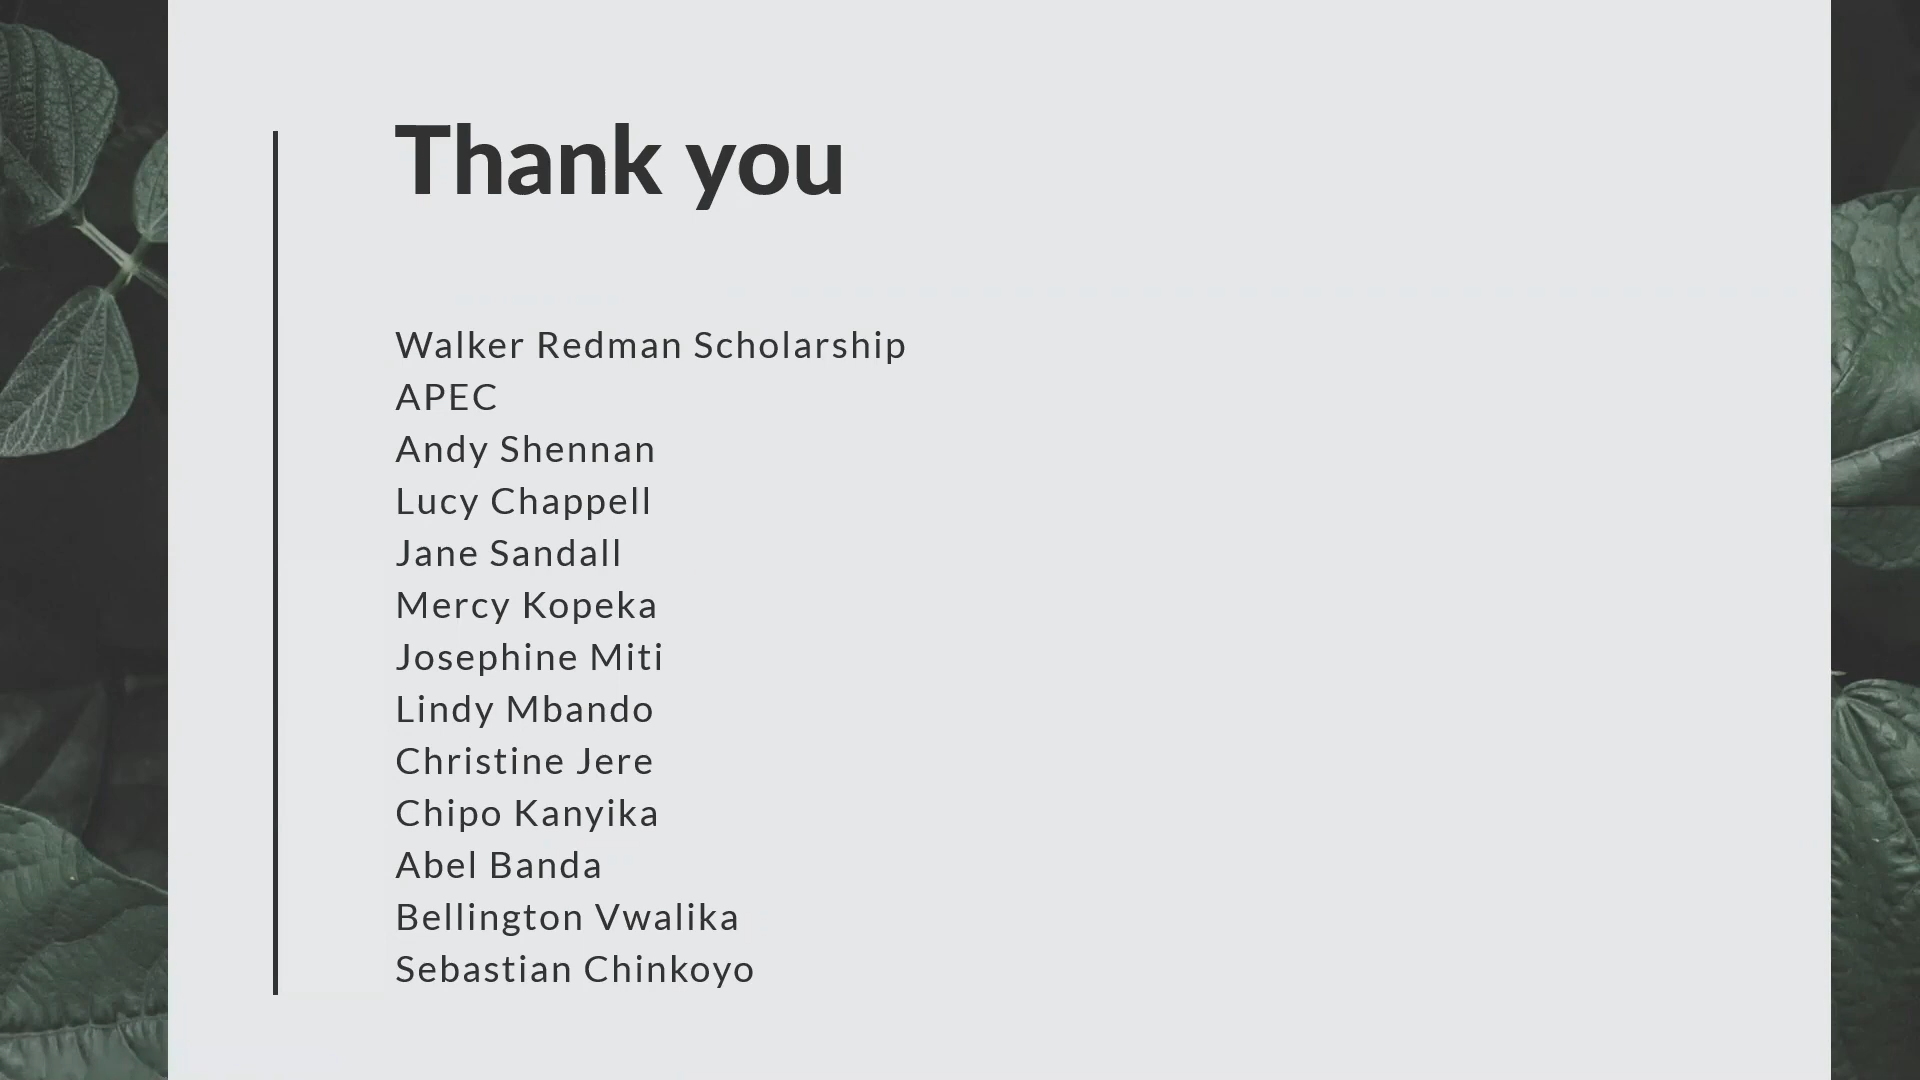 Thank you
Walker Redman Scholarship
APEC
Andy Shennan
Lucy Chappell
Jane Sandall
Mercy Kopeka
Josephine Miti
Lindy Mbando
Christine Jere
Chipo Kanyika
Abel Banda
Bellington Vwalika
Sebastian Chinkoyo